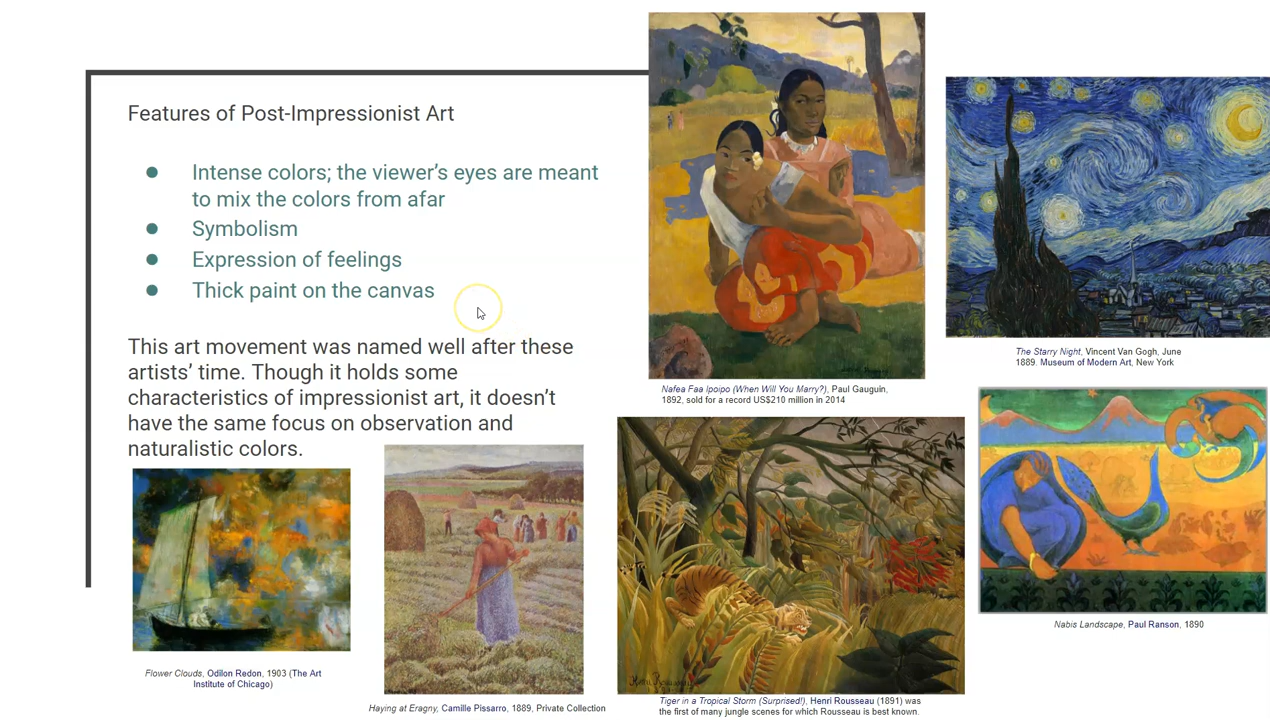 Features of Post-Impressionist Art
● Intense colors; the viewer's eyes are meant
to mix the colors from afar
● Symbolism
● Expression of feelings
● Thick paint on the canvas
This art movement was named well after these
artists' time. Though it holds some
characteristics of impressionist art, it doesn't
have the same focus on observation and
naturalistic colors.
Nafea Faa Ipoipo (When Will You Marry?), Paul Gauguin,
1892, sold for a record US$210 million in 2014
The Starry Night, Vincent Van Gogh, June
1889. Museum of Modern Art, New York
Flower Clouds, Odilon Redon, 1903 (The Art
Institute of Chicago)
Haying at Eragny, Camille Pissarro, 1889, Private Collection
Henri Rousseau
Tiger in a Tropical Storm (Surprised!), Henri Rousseau (1891) was
the first of many jungle scenes for which Rousseau is best known.
Nabis Landscape, Paul Ranson, 1890